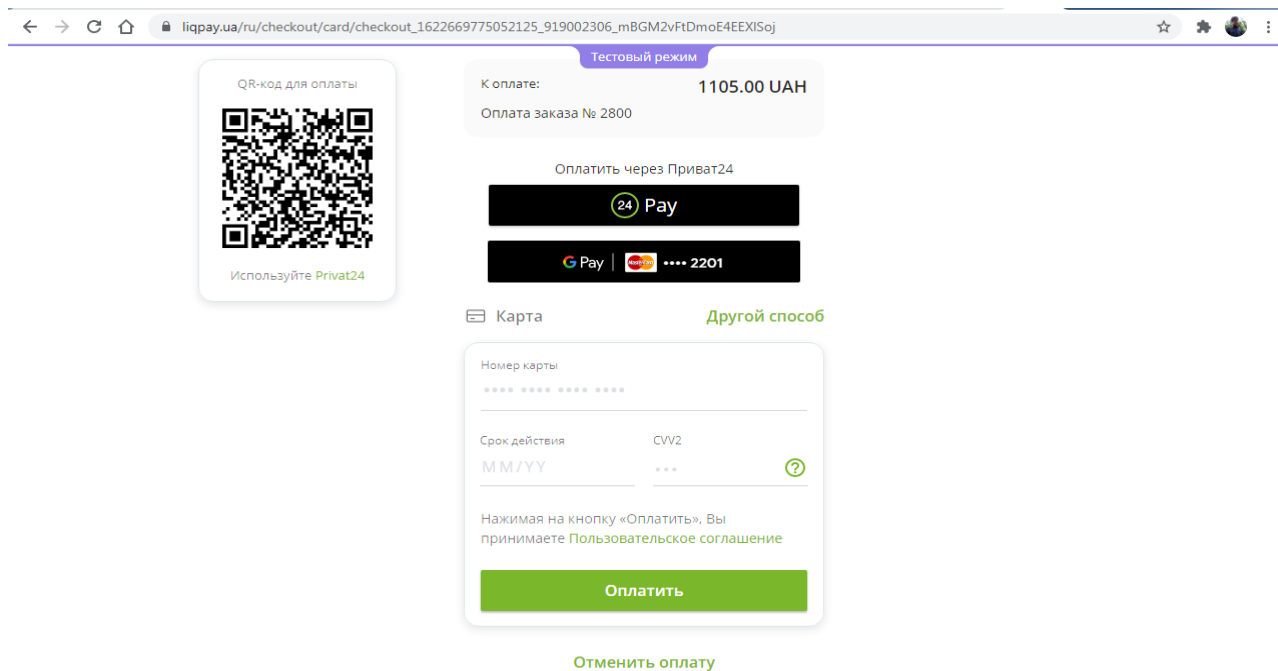 liqpay.ua/ru/checkout/card/checkout_1622669775052125_919002306_mBGM2vFtDmoE4EEXISoj
Тестовый режим
QR-код для оплаты
Используйте Privat24
К оплате: 1105.00 UAH
Оплата заказа № 2800
Оплатить через Приват24
24 Pay
G Pay | mastercard •••• 2201
Карта Другой способ
Номер карты
•••• •••• •••• ••••
Срок действия CVV2
MM/YY •••
Нажимая на кнопку «Оплатить», Вы
принимаете Пользовательское соглашение
Оплатить
Отменить оплату